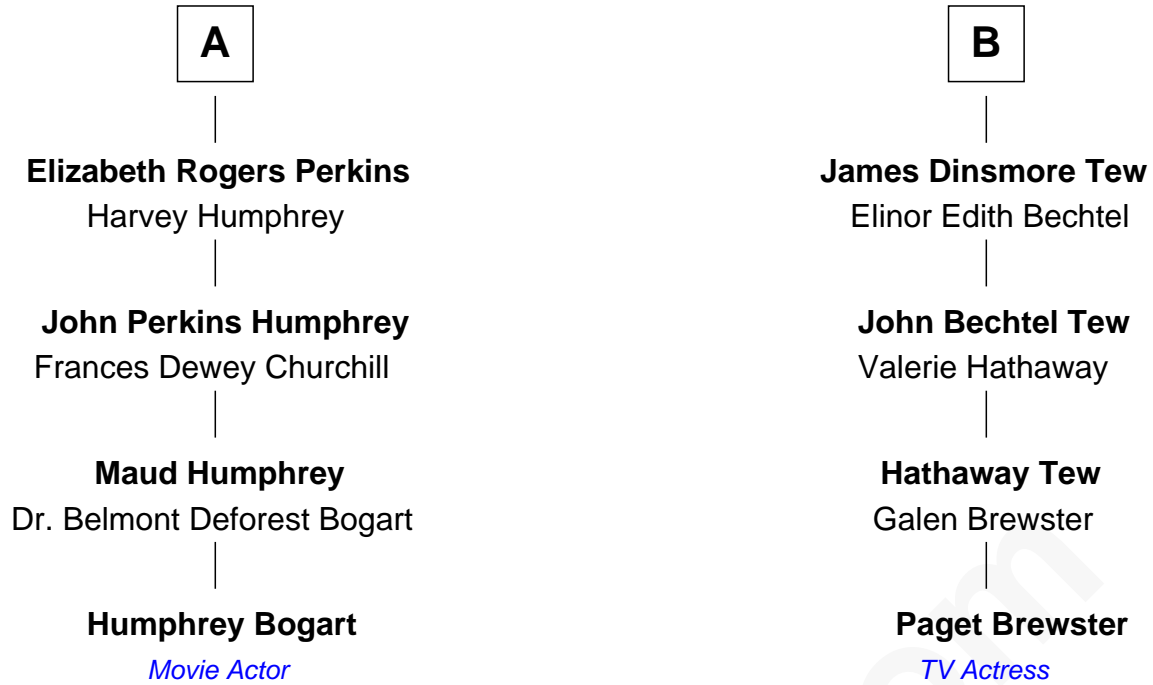 A
Elizabeth Rogers Perkins
Harvey Humphrey
John Perkins Humphrey
Frances Dewey Churchill
Maud Humphrey
Dr. Belmont Deforest Bogart
Humphrey Bogart
Movie Actor
B
James Dinsmore Tew
Elinor Edith Bechtel
John Bechtel Tew
Valerie Hathaway
Hathaway Tew
Galen Brewster
Paget Brewster
TV Actress